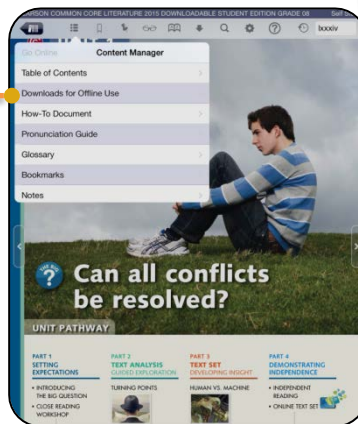 RSON COMMON CORE LITERATURE 2015 DOWNLOADABLE STUDENT EDITION GRADE 08
lxxxiv
Go Online
Content Manager
Table of Contents
Downloads for Offline Use
How-To Document
Pronunciation Guide
Glossary
Bookmarks
Notes
THE BIG
?
Can all conflicts
be resolved?
UNIT PATHWAY
PART 1
SETTING
EXPECTATIONS
• INTRODUCING
THE BIG QUESTION
• CLOSE READING
WORKSHOP
PART 2
TEXT ANALYSIS
GUIDED EXPLORATION
TURNING POINTS
PART 3
TEXT SET
DEVELOPING INSIGHT
HUMAN VS. MACHINE
PART 4
DEMONSTRATING
INDEPENDENCE
• INDEPENDENT
READING
• ONLINE TEXT SET